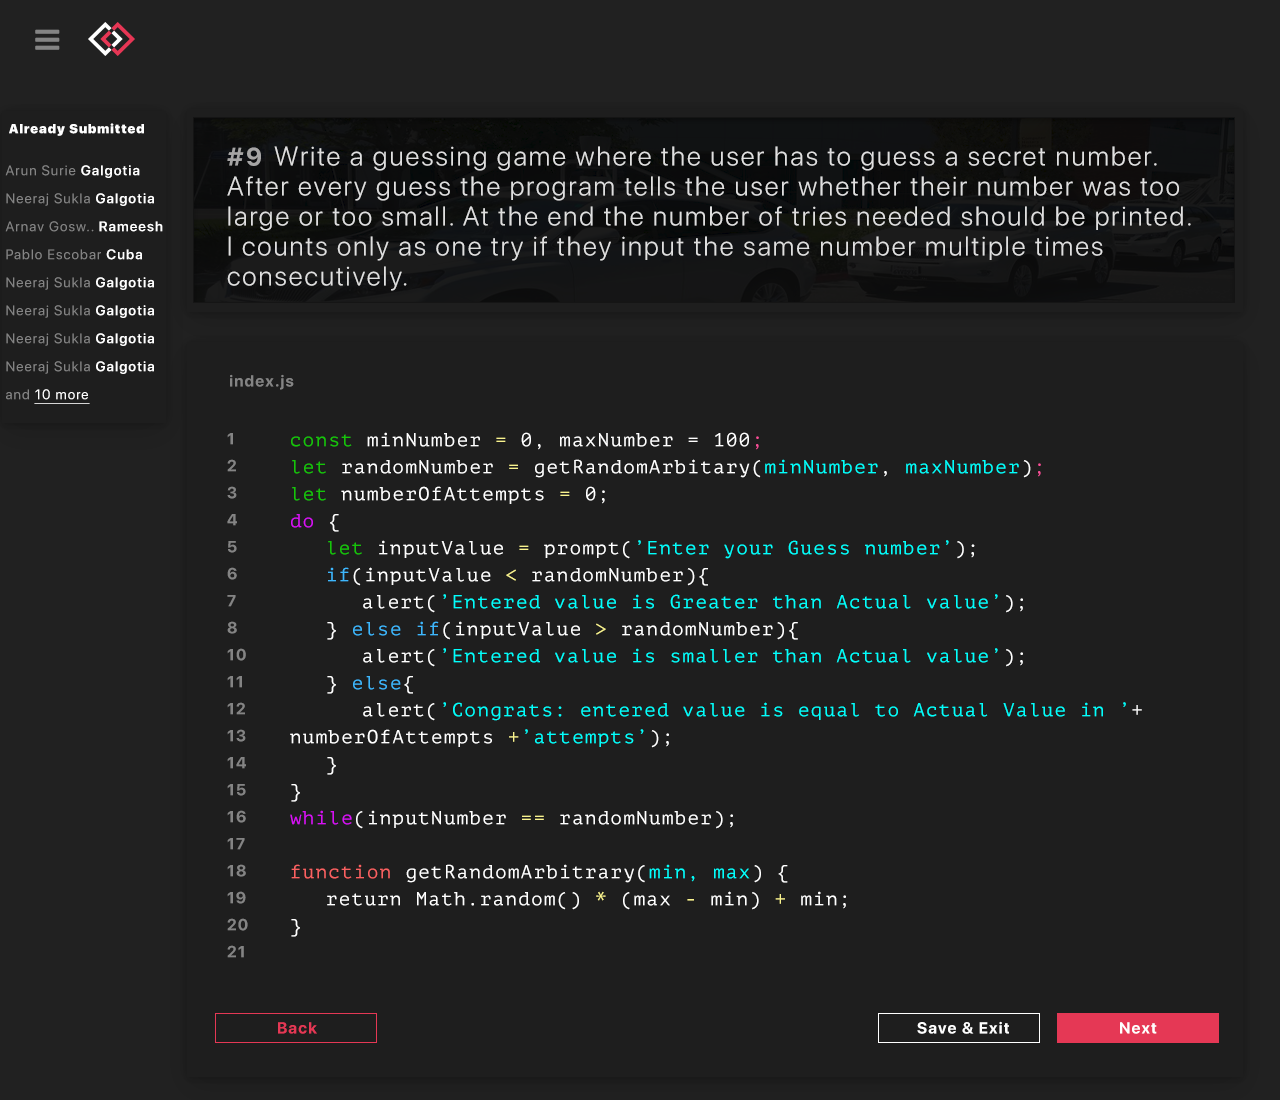 Already Submitted
Arun Surie Galgotia
Neeraj Sukla Galgotia
Arnav Gosw.. Rameesh
Pablo Escobar Cuba
Neeraj Sukla Galgotia
Neeraj Sukla Galgotia
Neeraj Sukla Galgotia
Neeraj Sukla Galgotia
and 10 more
#9 Write a guessing game where the user has to guess a secret number.
After every guess the program tells the user whether their number was too
large or too small. At the end the number of tries needed should be printed.
I counts only as one try if they input the same number multiple times
consecutively.
index.js
1 const minNumber = 0, maxNumber = 100;
2 let randomNumber = getRandomArbitary(minNumber, maxNumber);
3 let numberOfAttempts = 0;
4 do {
5 let inputValue = prompt(’Enter your Guess number’);
6 if(inputValue < randomNumber){
7 alert(’Entered value is Greater than Actual value’);
8 } else if(inputValue > randomNumber){
10 alert(’Entered value is smaller than Actual value’);
11 } else{
12 alert(’Congrats: entered value is equal to Actual Value in ’+
13 numberOfAttempts +’attempts’);
14 }
15 }
16 while(inputNumber == randomNumber);
17
18 function getRandomArbitrary(min, max) {
19 return Math.random() * (max - min) + min;
20 }
21
Back
Save & Exit
Next